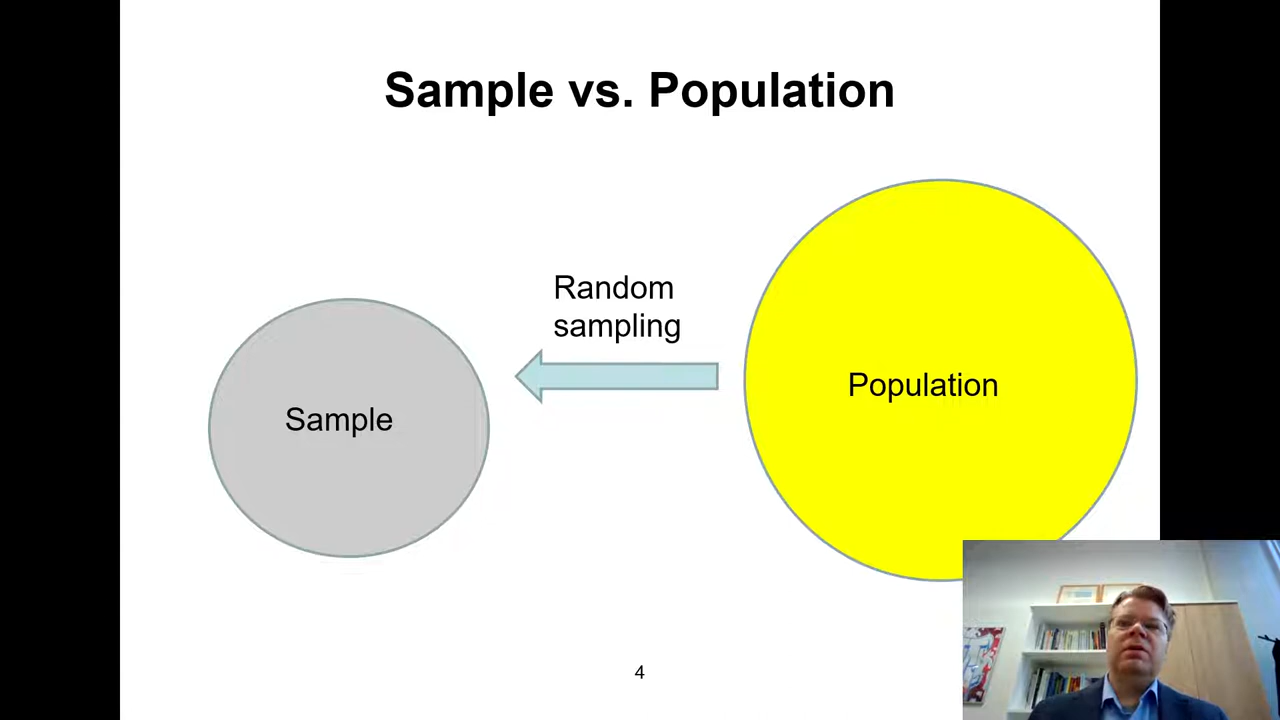 Sample vs. Population
Random
sampling
Sample
Population
4